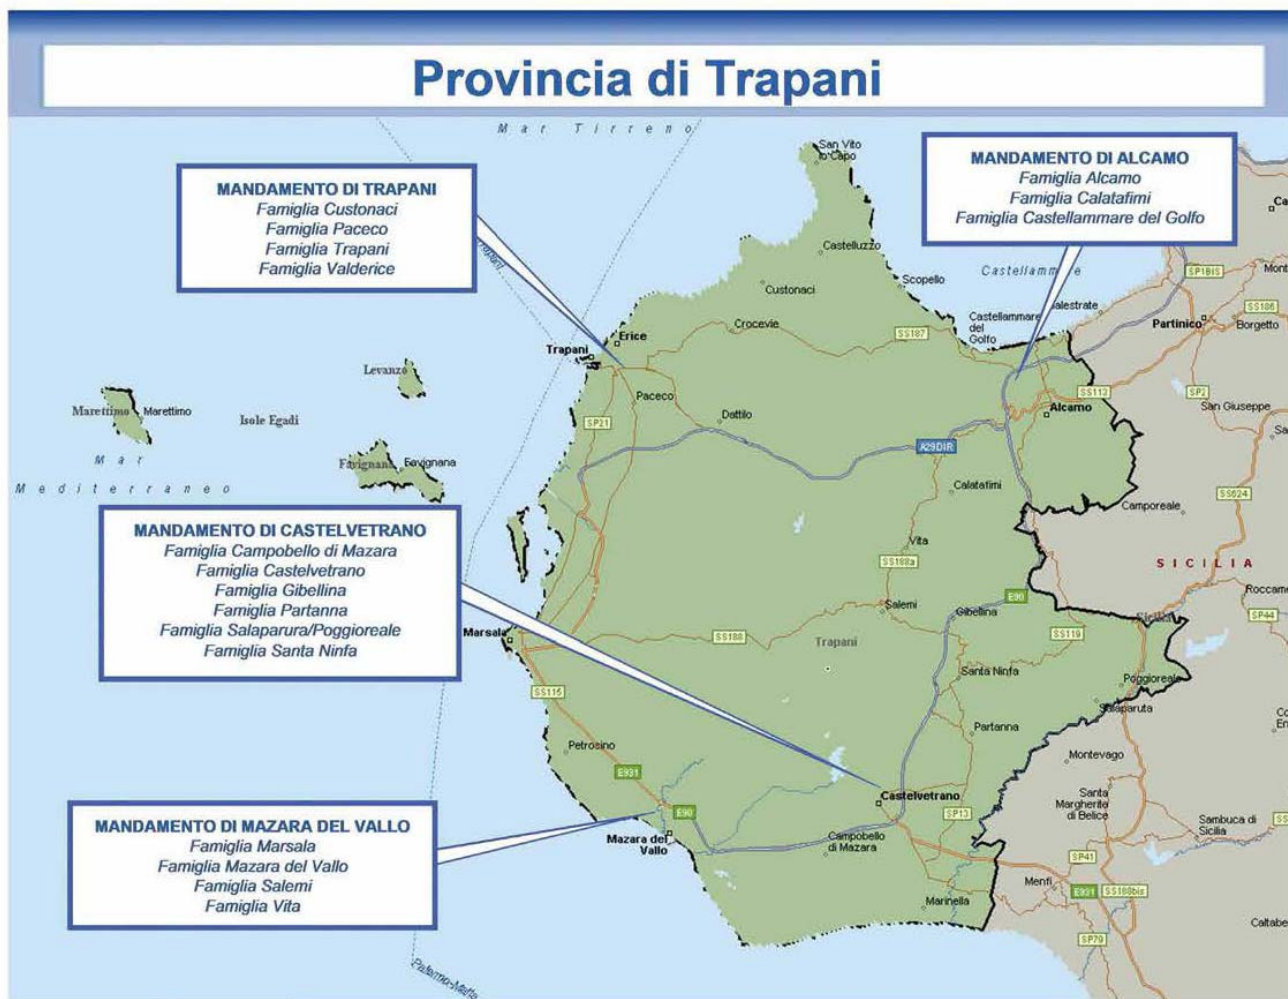 Provincia di Trapani
Mar Tirreno
MANDAMENTO DI TRAPANI
Famiglia Custonaci
Famiglia Paceco
Famiglia Trapani
Famiglia Valderice
MANDAMENTO DI ALCAMO
Famiglia Alcamo
Famiglia Calatafimi
Famiglia Castellammare del Golfo
San Vito
lo Capo
Castelluzzo
Custonaci
Scopello
Castellammare
SP1BIS
Crocevie
SS187
Castellammare
del
Golfo
Partinico
SS186
Borgetto
Erice
Trapani
Levanzo
Marettimo
Marettimo
Isole Egadi
Paceco
SP21
Dattilo
SS113
Alcamo
SP2
San Giuseppe
A29DIR
Mar
Mediterraneo
Favignana
Favignana
Calatafimi
SS624
Camporeale
MANDAMENTO DI CASTELVETRANO
Famiglia Campobello di Mazara
Famiglia Castelvetrano
Famiglia Gibellina
Famiglia Partanna
Famiglia Salaparura/Poggioreale
Famiglia Santa Ninfa
Vita
SS188a
SICILIA
E90
Salemi
Gibellina
SP44
Marsala
SS188
Trapani
SS119
Santa Ninfa
Poggioreale
SS115
Salaparuta
Partanna
Petrosino
E931
Montevago
MANDAMENTO DI MAZARA DEL VALLO
Famiglia Marsala
Famiglia Mazara del Vallo
Famiglia Salemi
Famiglia Vita
E90
Castelvetrano
SP13
Santa
Margherita
di Belice
Mazara del
Vallo
Campobello
di Mazara
Sambuca di
Sicilia
SP41
Menfi
E931
SS188bis
Marinella
SP79
Palermo-Malta